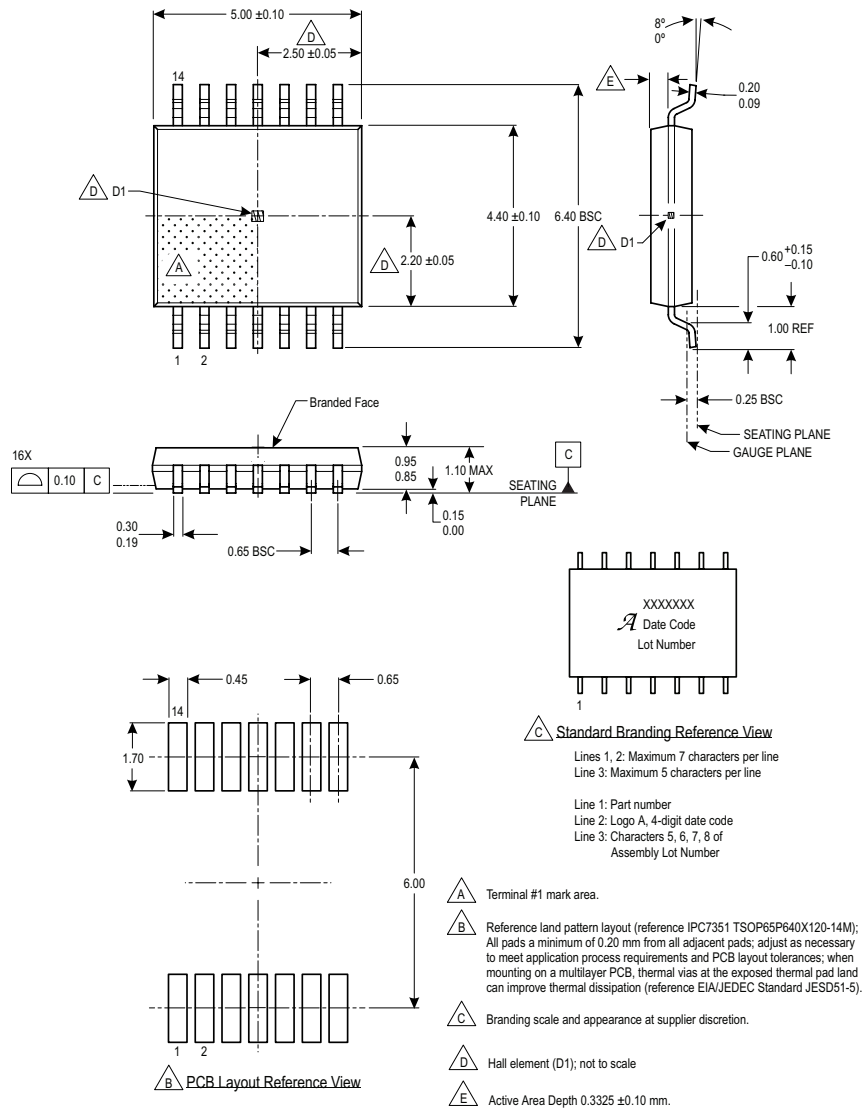 5.00 ±0.10
D
2.50 ±0.05
14
D D1
A
D 2.20 ±0.05
4.40 ±0.10
6.40 BSC
1 2
8º
0º
E
0.20
0.09
D D1
0.60 +0.15
–0.10
1.00 REF
0.25 BSC
SEATING PLANE
GAUGE PLANE
Branded Face
16X
0.10 C
0.95
0.85
1.10 MAX
C
SEATING
PLANE
0.15
0.00
0.30
0.19
0.65 BSC
XXXXXXX
A Date Code
Lot Number
1
C Standard Branding Reference View
Lines 1, 2: Maximum 7 characters per line
Line 3: Maximum 5 characters per line
Line 1: Part number
Line 2: Logo A, 4-digit date code
Line 3: Characters 5, 6, 7, 8 of
Assembly Lot Number
0.45
0.65
14
1.70
6.00
1 2
B PCB Layout Reference View
A Terminal #1 mark area.
B Reference land pattern layout (reference IPC7351 TSOP65P640X120-14M);
All pads a minimum of 0.20 mm from all adjacent pads; adjust as necessary
to meet application process requirements and PCB layout tolerances; when
mounting on a multilayer PCB, thermal vias at the exposed thermal pad land
can improve thermal dissipation (reference EIA/JEDEC Standard JESD51-5).
C Branding scale and appearance at supplier discretion.
D Hall element (D1); not to scale
E Active Area Depth 0.3325 ±0.10 mm.